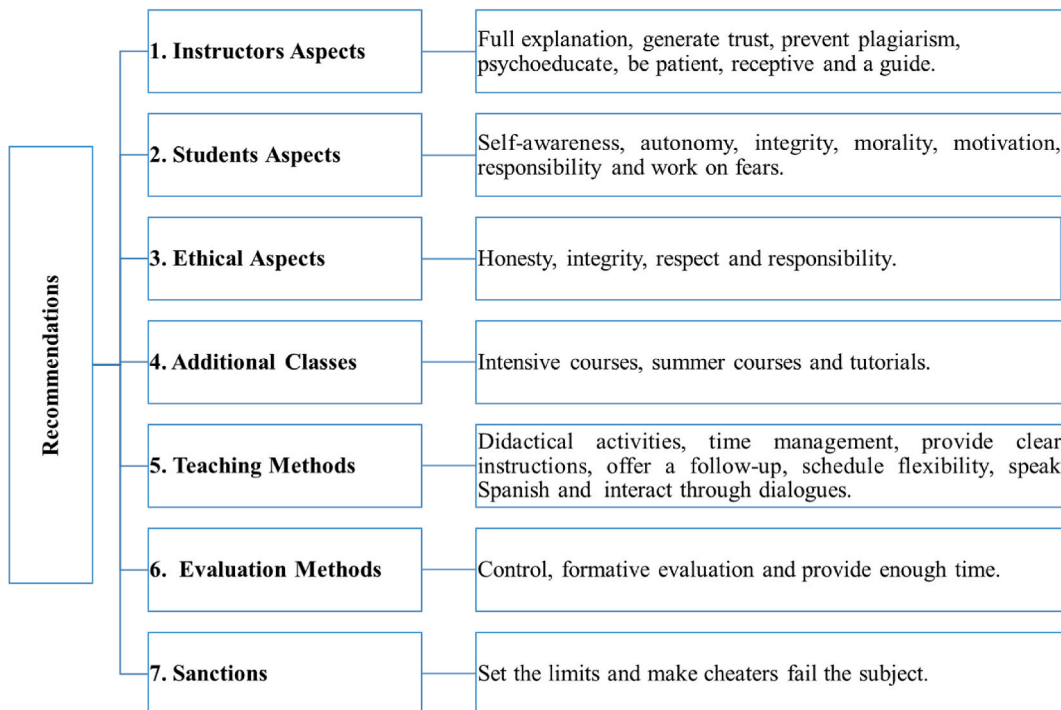 Recommendations
1. Instructors Aspects
Full explanation, generate trust, prevent plagiarism,
psychoeducate, be patient, receptive and a guide.
2. Students Aspects
Self-awareness, autonomy, integrity, morality, motivation,
responsibility and work on fears.
3. Ethical Aspects
Honesty, integrity, respect and responsibility.
4. Additional Classes
Intensive courses, summer courses and tutorials.
5. Teaching Methods
Didactical activities, time management, provide clear
instructions, offer a follow-up, schedule flexibility, speak
Spanish and interact through dialogues.
6. Evaluation Methods
Control, formative evaluation and provide enough time.
7. Sanctions
Set the limits and make cheaters fail the subject.